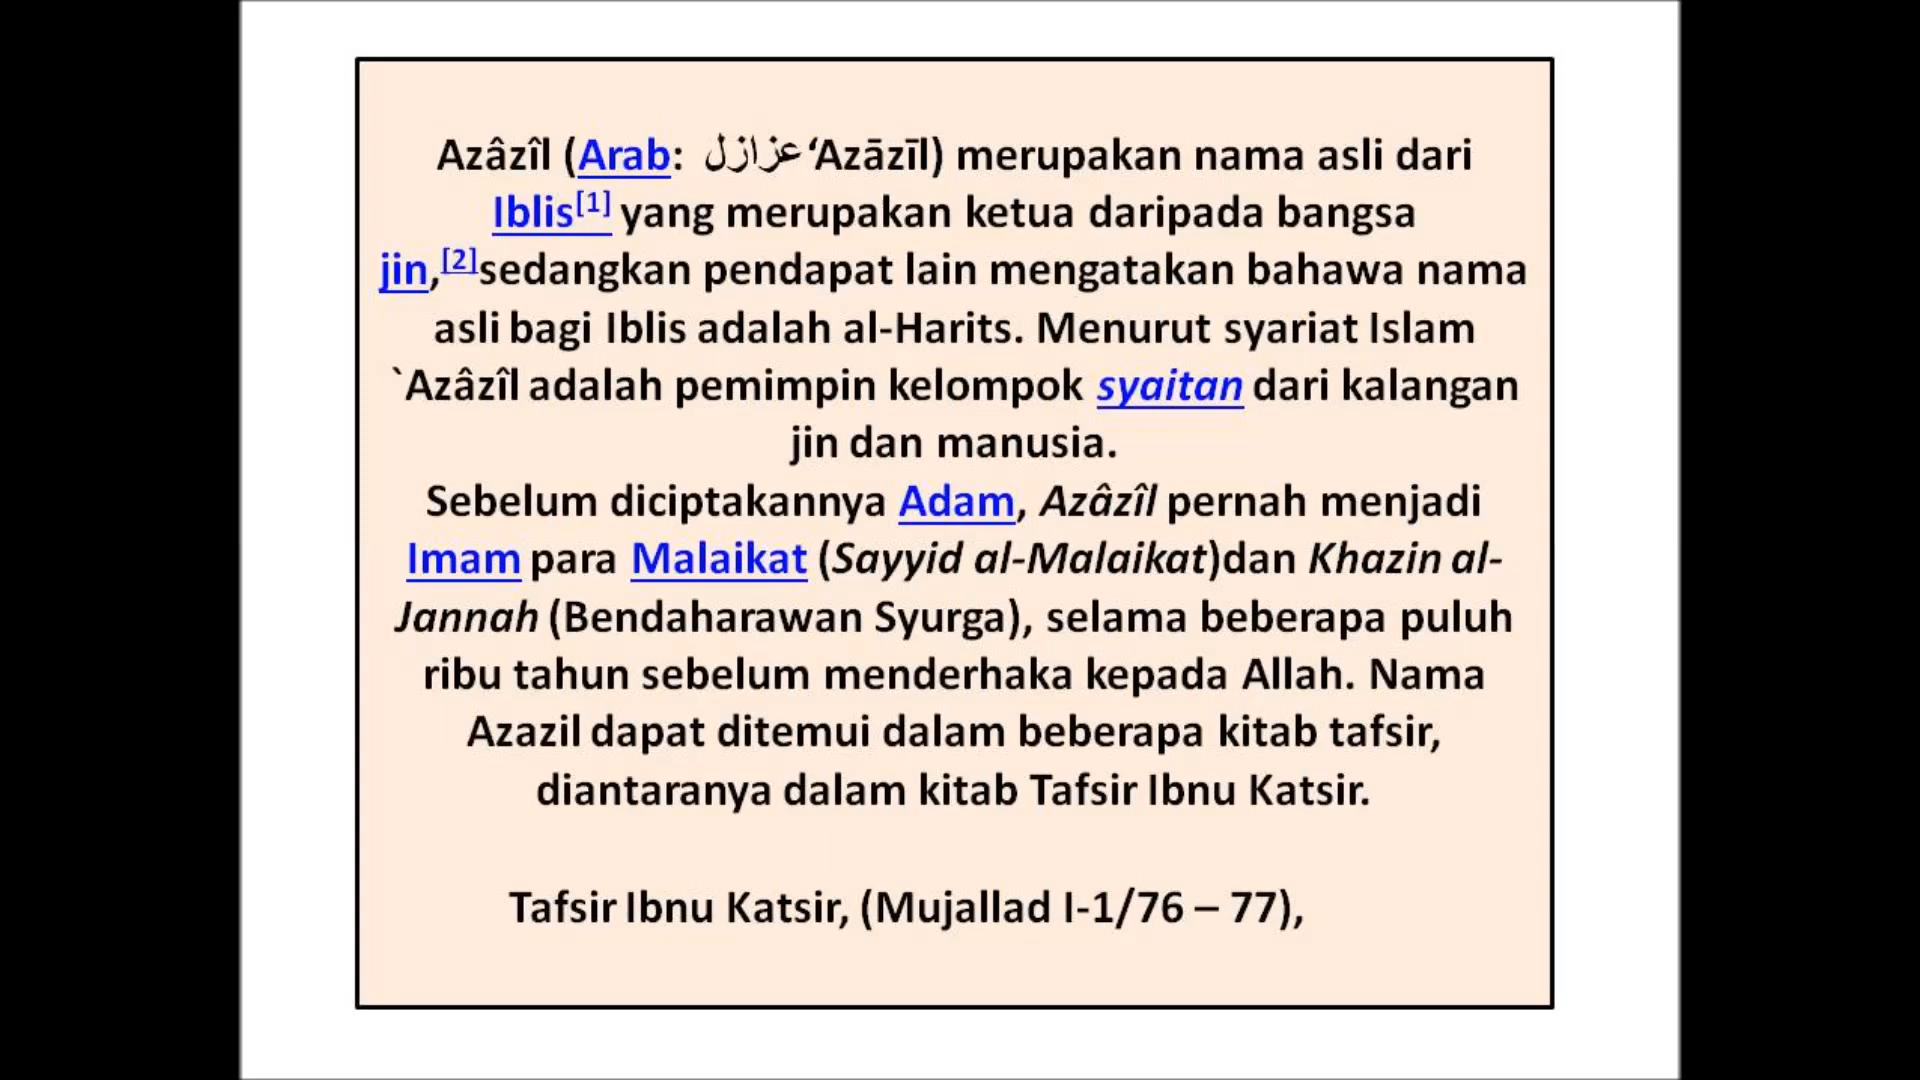 Azâzîl (Arab: عزازل ‘Azāzīl) merupakan nama asli dari
Iblis[1] yang merupakan ketua daripada bangsa
jin,[2]sedangkan pendapat lain mengatakan bahawa nama
asli bagi Iblis adalah al-Harits. Menurut syariat Islam
`Azâzîl adalah pemimpin kelompok syaitan dari kalangan
jin dan manusia.
Sebelum diciptakannya Adam, Azâzîl pernah menjadi
Imam para Malaikat (Sayyid al-Malaikat)dan Khazin al-
Jannah (Bendaharawan Syurga), selama beberapa puluh
ribu tahun sebelum menderhaka kepada Allah. Nama
Azazil dapat ditemui dalam beberapa kitab tafsir,
diantaranya dalam kitab Tafsir Ibnu Katsir.
Tafsir Ibnu Katsir, (Mujallad I-1/76 – 77),